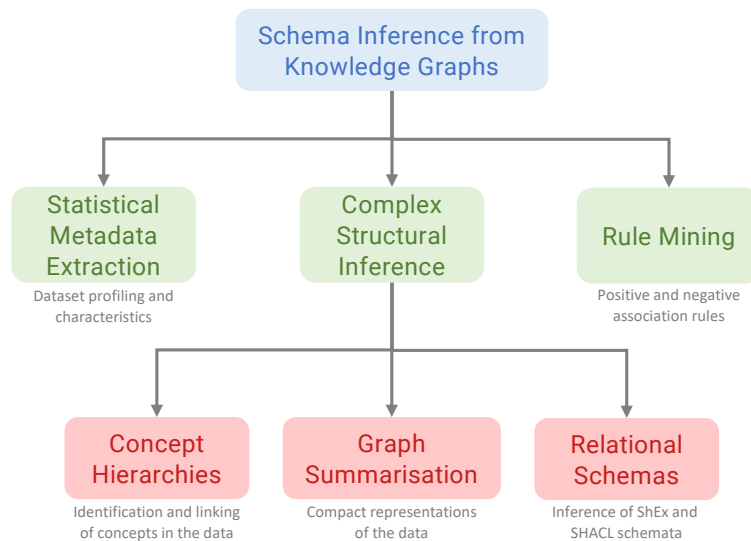 Schema Inference from
Knowledge Graphs
Statistical
Metadata
Extraction
Dataset profiling and
characteristics
Complex
Structural
Inference
Rule Mining
Positive and negative
association rules
Concept
Hierarchies
Identification and linking
of concepts in the data
Graph
Summarisation
Compact representations
of the data
Relational
Schemas
Inference of ShEx and
SHACL schemata